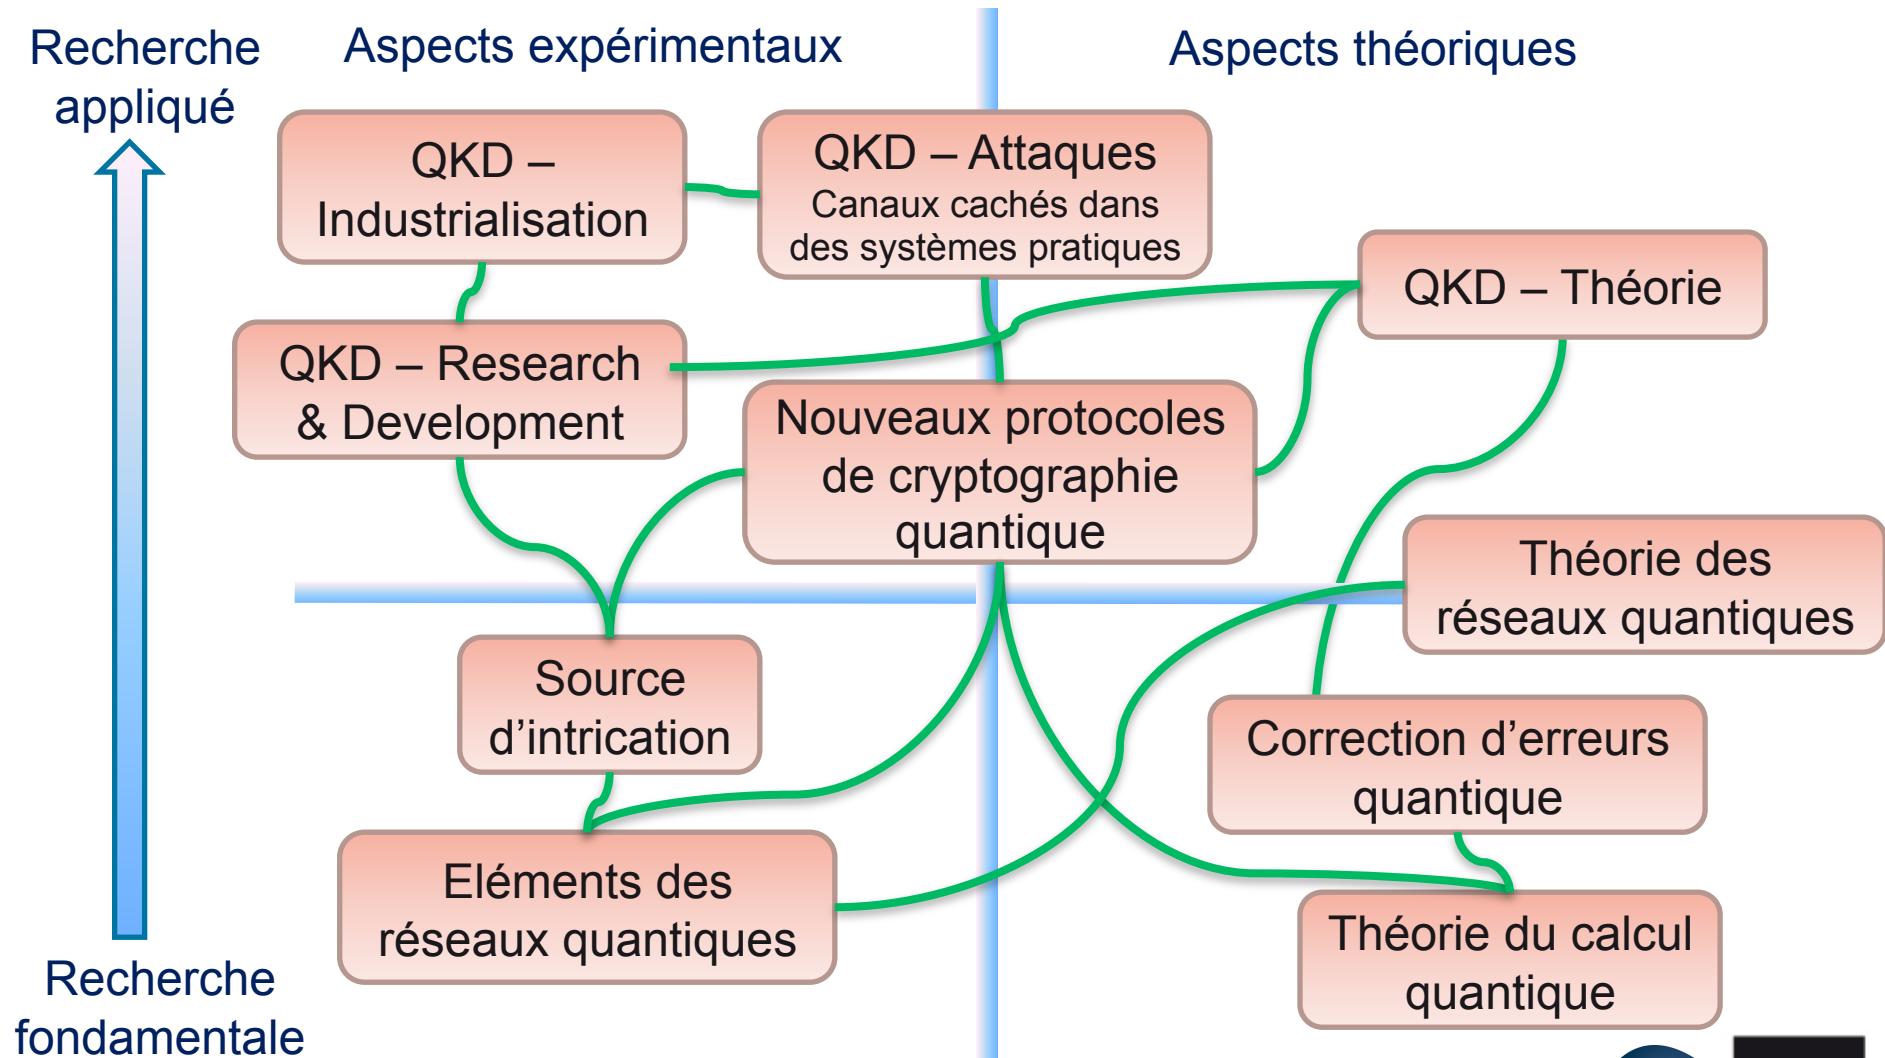 Recherche
appliqué
Aspects expérimentaux
Aspects théoriques
QKD –
Industrialisation
QKD – Attaques
Canaux cachés dans
des systèmes pratiques
QKD – Théorie
QKD – Research
& Development
Nouveaux protocoles
de cryptographie
quantique
Théorie des
réseaux quantiques
Source
d’intrication
Correction d’erreurs
quantique
Eléments des
réseaux quantiques
Théorie du calcul
quantique
Recherche
fondamentale